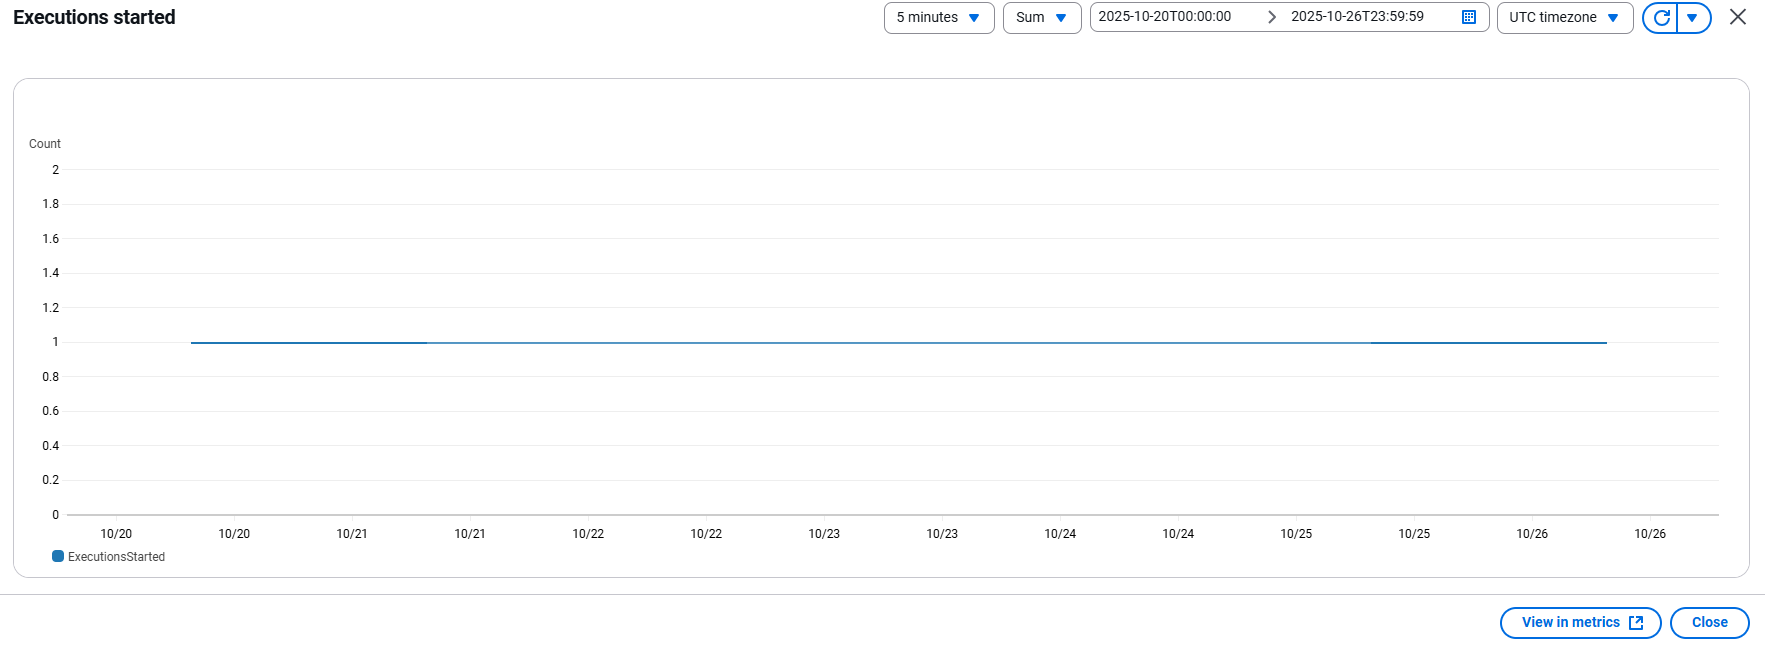 Executions started
5 minutes Sum 2025-10-20T00:00:00 2025-10-26T23:59:59 UTC timezone
Count
2
1.8
1.6
1.4
1.2
1
0.8
0.6
0.4
0.2
0
10/20 10/20 10/21 10/21 10/22 10/22 10/23 10/23 10/24 10/24 10/25 10/25 10/26 10/26
ExecutionsStarted
View in metrics Close